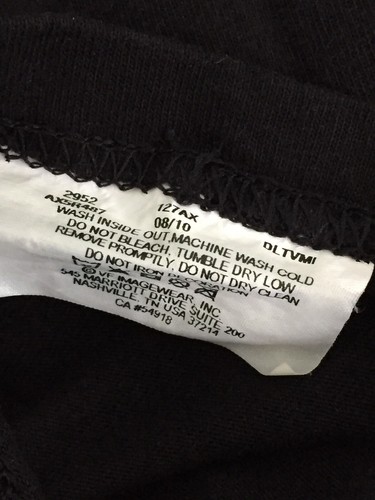 2952 127AX
AX5R487 08/10 DLTVMI
WASH INSIDE OUT, MACHINE WASH COLD
DO NOT BLEACH, TUMBLE DRY LOW
REMOVE PROMPTLY, DO NOT DRY CLEAN
DO NOT IRON
© VF IMAGEWEAR, INC
545 MARRIOTT DRIVE, SUITE 200
NASHVILLE, TN USA 37214
CA #54918